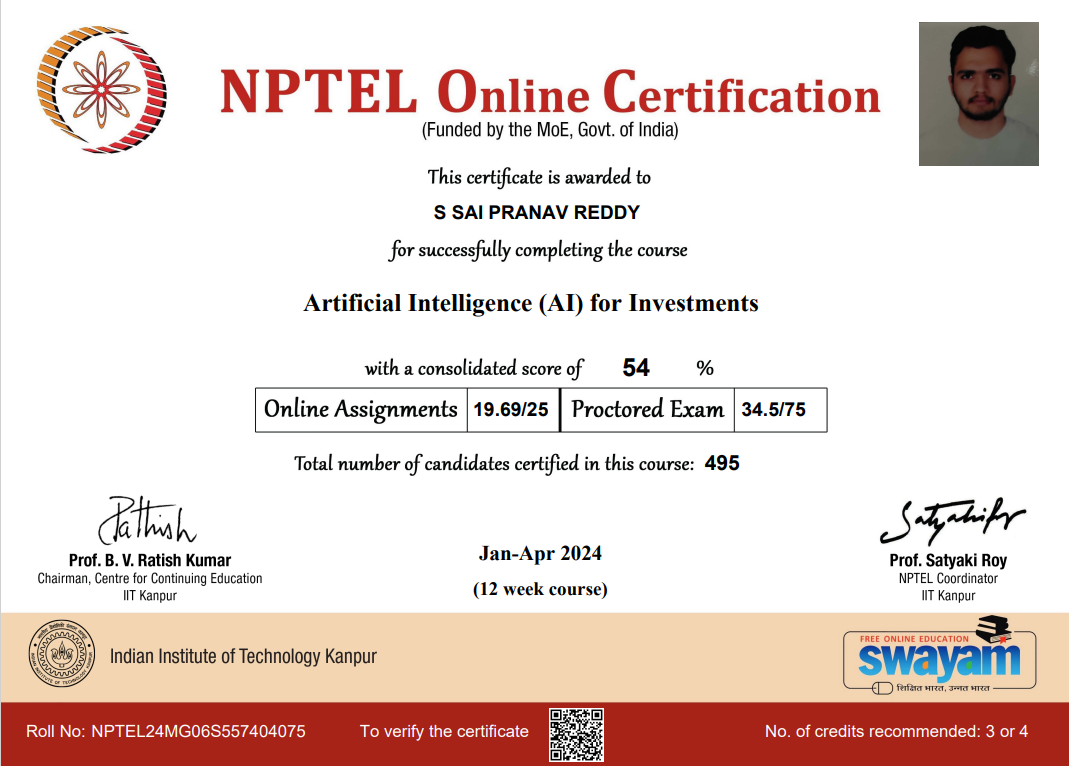 NPTEL Online Certification
(Funded by the MoE, Govt. of India)
This certificate is awarded to
S SAI PRANAV REDDY
for successfully completing the course
Artificial Intelligence (AI) for Investments
with a consolidated score of 54 %
Online Assignments 19.69/25 Proctored Exam 34.5/75
Total number of candidates certified in this course: 495
Prof. B. V. Ratish Kumar
Chairman, Centre for Continuing Education
IIT Kanpur
Jan-Apr 2024
(12 week course)
Prof. Satyaki Roy
NPTEL Coordinator
IIT Kanpur
Indian Institute of Technology Kanpur
FREE ONLINE EDUCATION
swayam
शिक्षित भारत, उन्नत भारत
Roll No: NPTEL24MG06S557404075
To verify the certificate
No. of credits recommended: 3 or 4